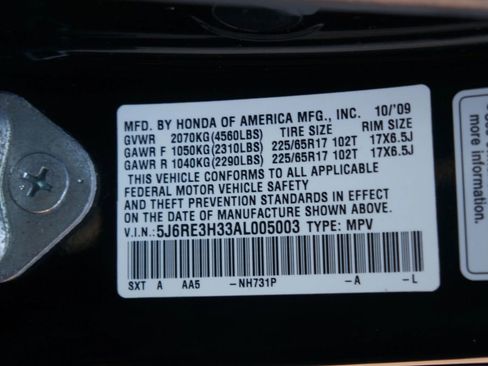 MFD. BY HONDA OF AMERICA MFG., INC. 10/'09
GVWR 2070KG(4560LBS) TIRE SIZE RIM SIZE
GAWR F 1050KG(2310LBS) 225/65R17 102T 17X6.5J
GAWR R 1040KG(2290LBS) 225/65R17 102T 17X6.5J
THIS VEHICLE CONFORMS TO ALL APPLICABLE
FEDERAL MOTOR VEHICLE SAFETY
AND THEFT PREVENTION STANDARDS IN EFFECT
ON THE DATE OF MANUFACTURE SHOWN ABOVE.
V.I.N.: 5J6RE3H33AL005003 TYPE: MPV
SXT A AA5 -NH731P -A -L